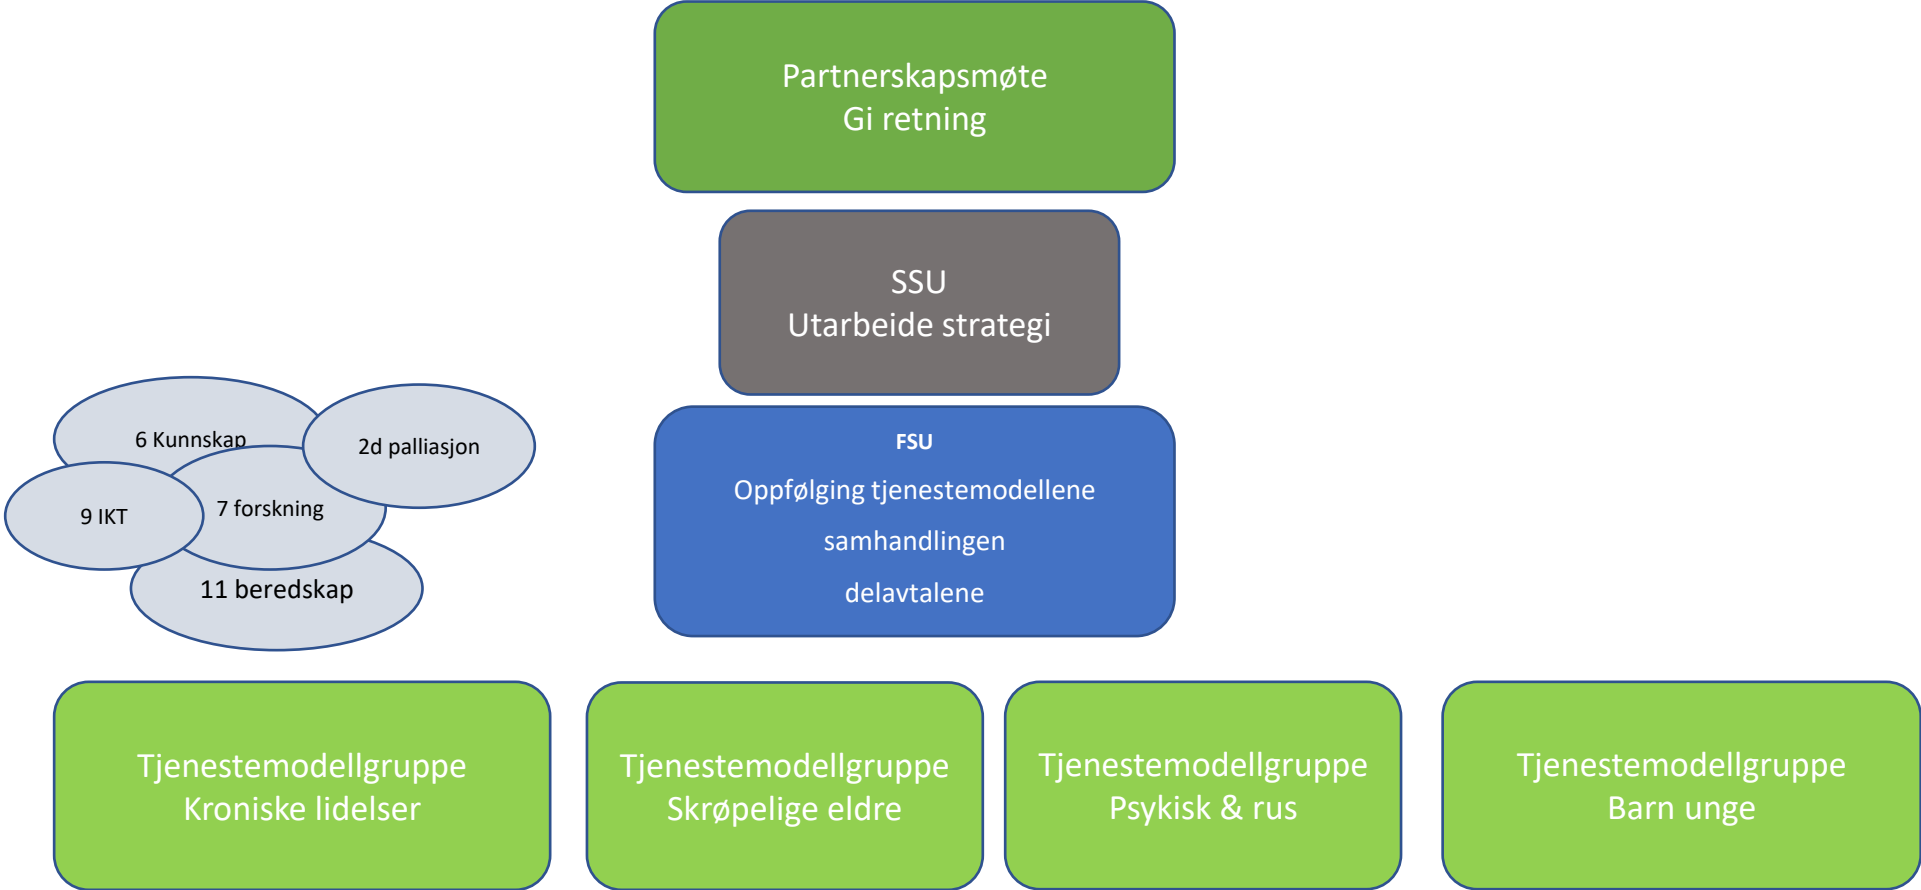 Partnerskapsmøte
Gi retning
SSU
Utarbeide strategi
6 Kunnskap
2d palliasjon
9 IKT
7 forskning
11 beredskap
FSU
Oppfølging tjenestemodellene
samhandlingen
delavtalene
Tjenestemodellgruppe
Kroniske lidelser
Tjenestemodellgruppe
Skrøpelige eldre
Tjenestemodellgruppe
Psykisk & rus
Tjenestemodellgruppe
Barn unge